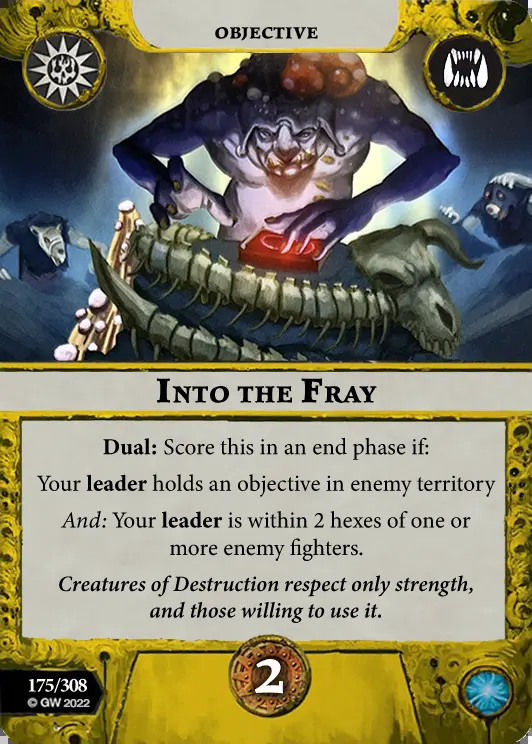 OBJECTIVE
INTO THE FRAY
Dual: Score this in an end phase if:
Your leader holds an objective in enemy territory
And: Your leader is within 2 hexes of one or
more enemy fighters.
Creatures of Destruction respect only strength,
and those willing to use it.
175/308
© GW 2022
2